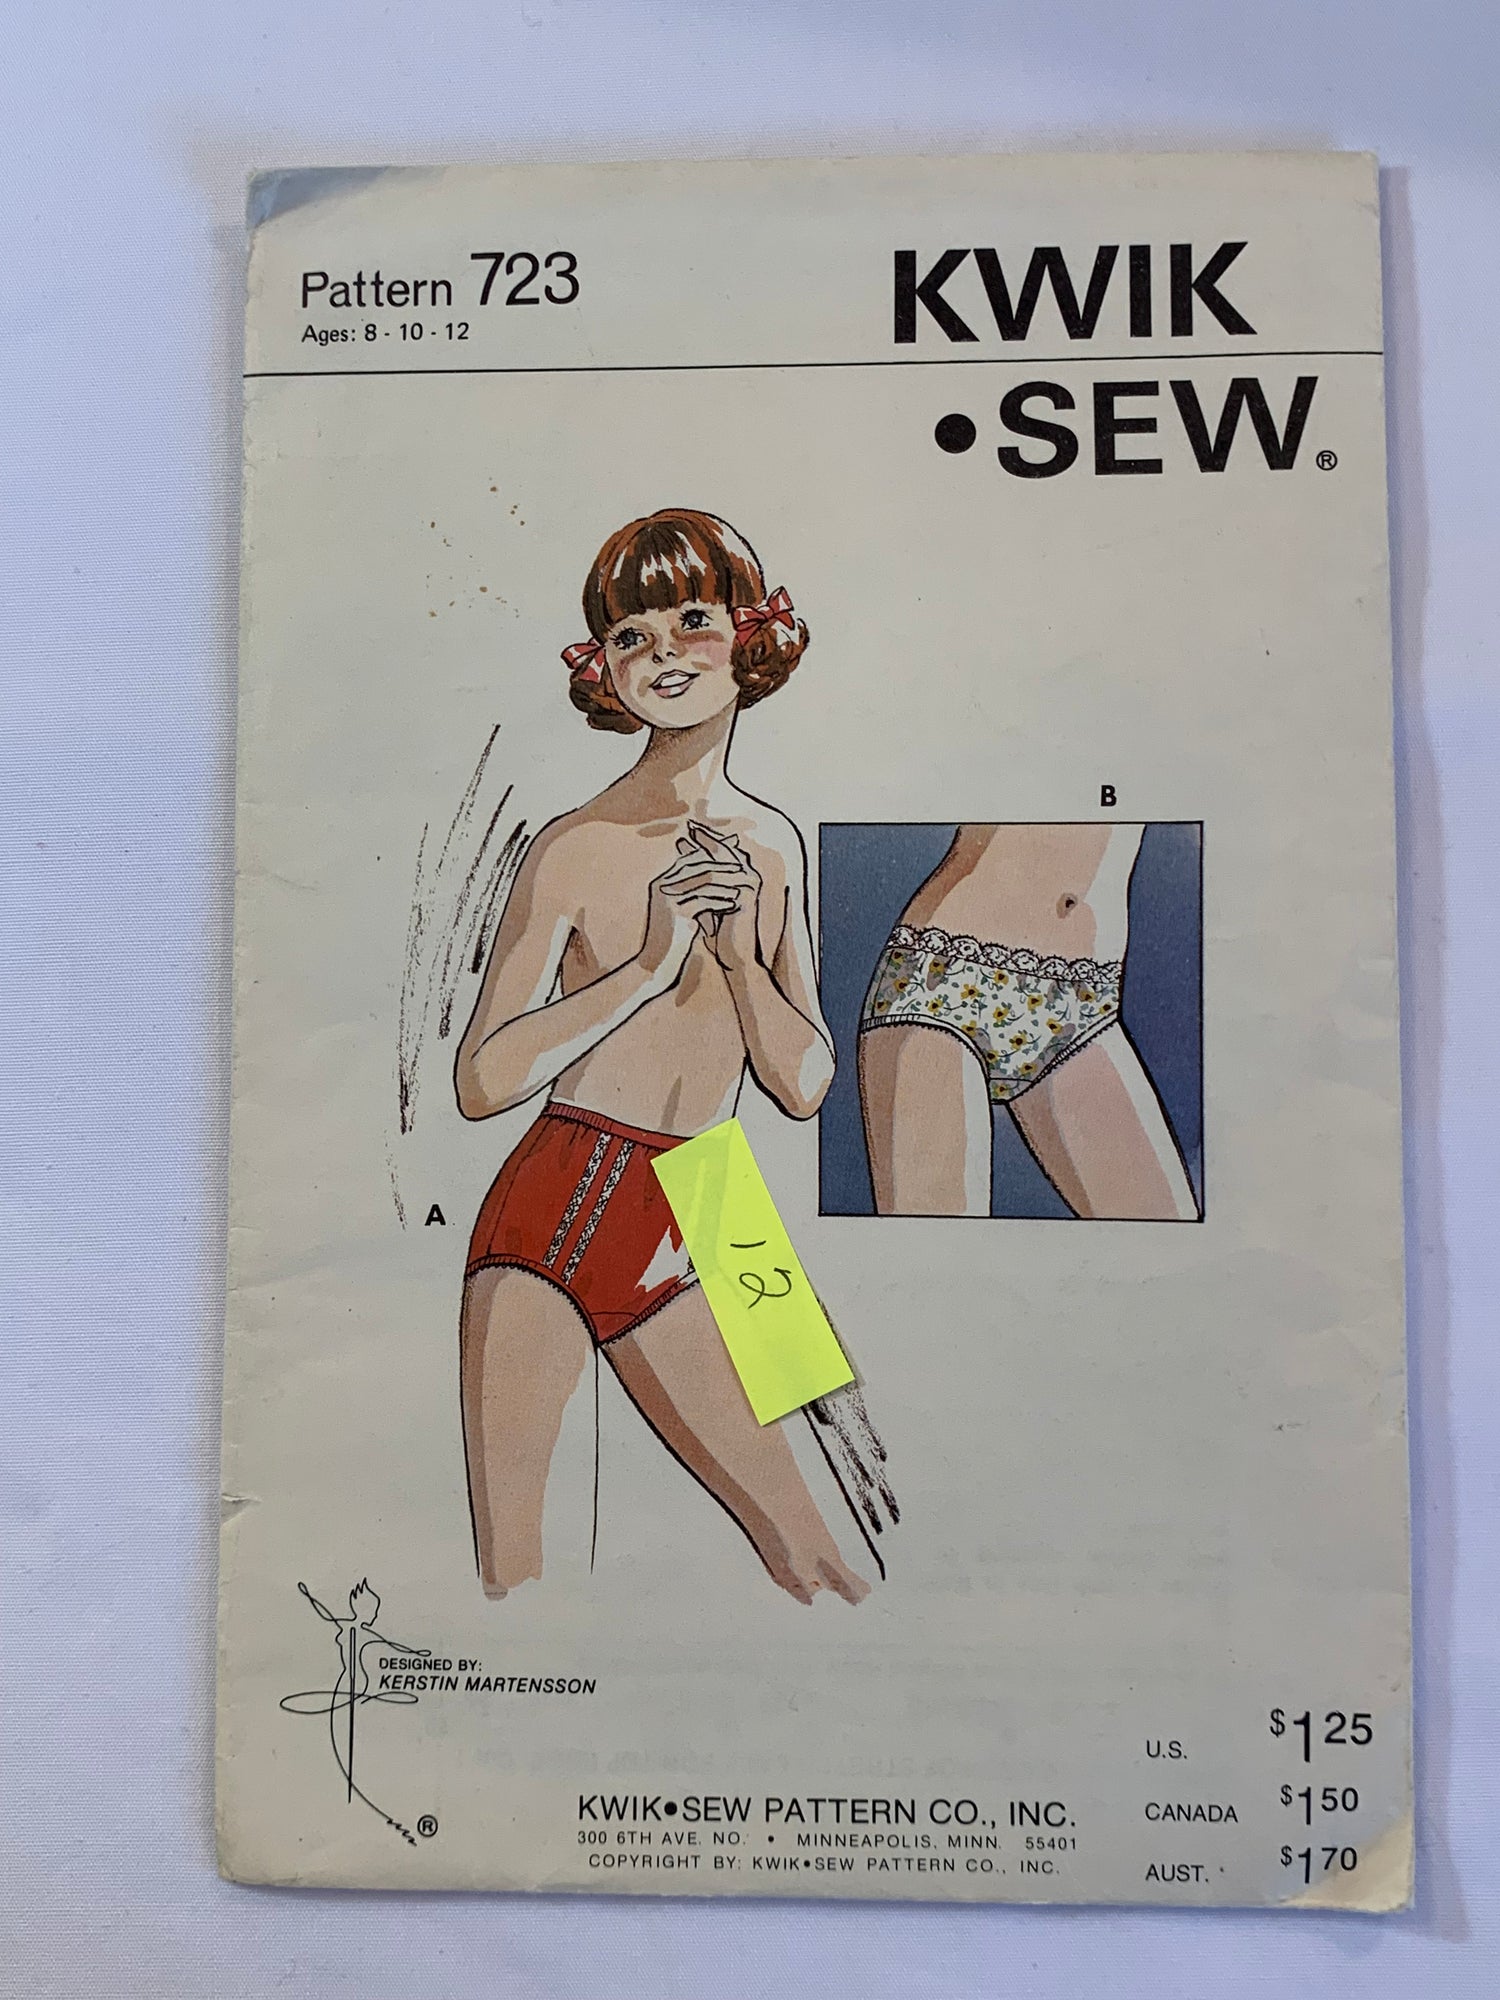 Pattern 723
Ages: 8 - 10 - 12
KWIK
•SEW®
B
A
12
DESIGNED BY:
KERSTIN MARTENSSON
®
KWIK•SEW PATTERN CO., INC.
300 6TH AVE. NO. • MINNEAPOLIS, MINN. 55401
COPYRIGHT BY: KWIK•SEW PATTERN CO., INC.
U.S. $1 25
CANADA $1 50
AUST. $1 70